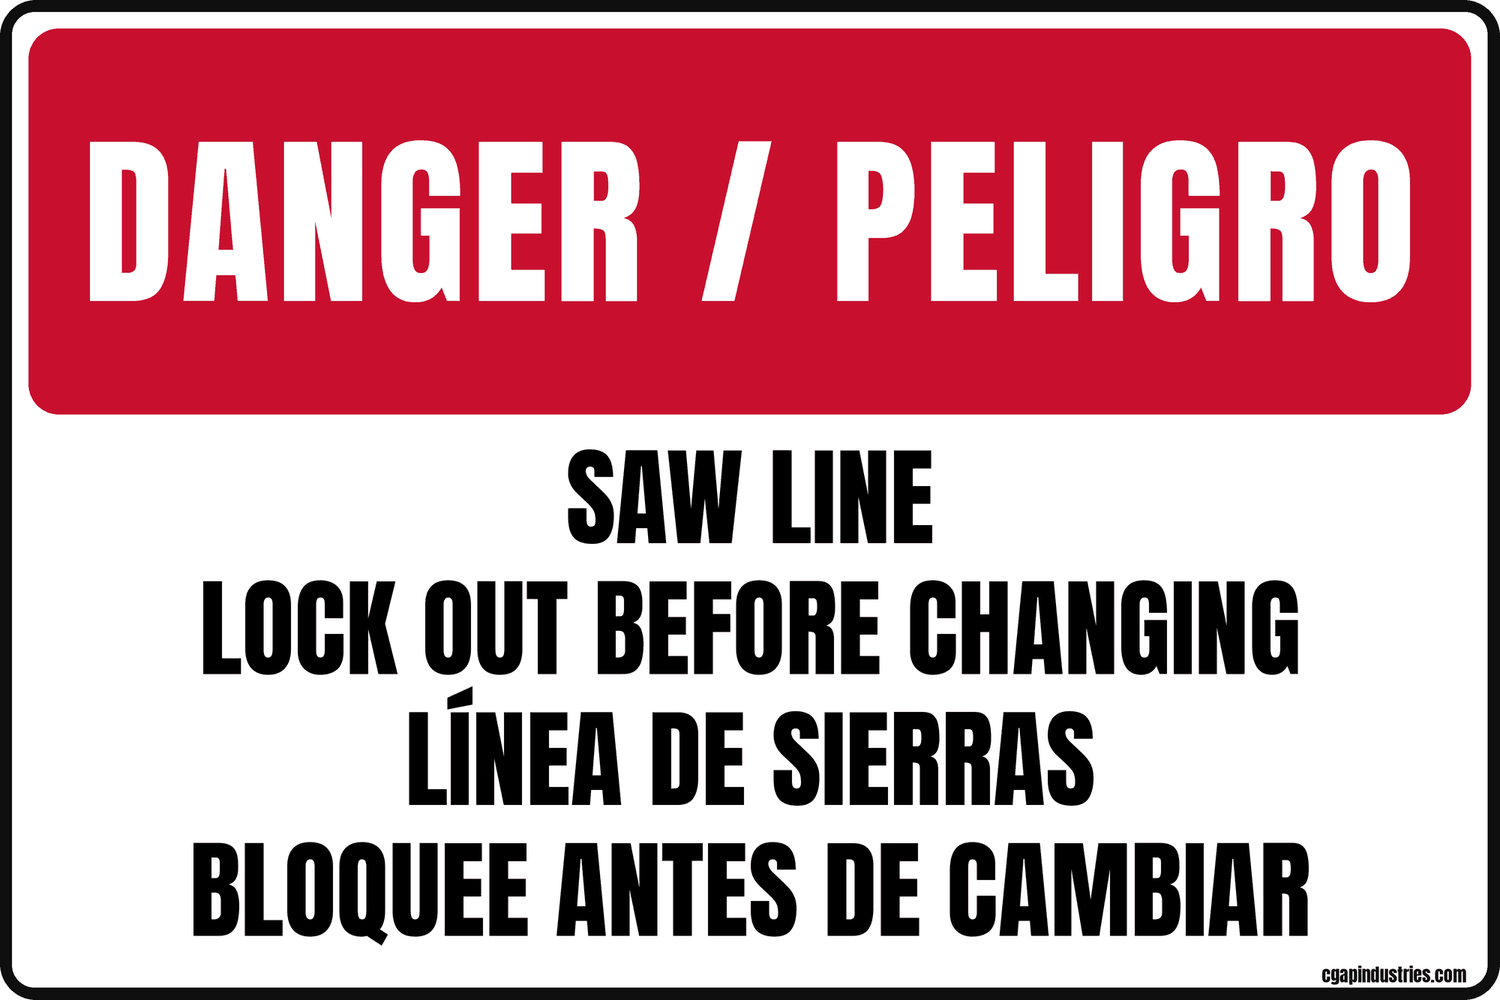 DANGER / PELIGRO
SAW LINE
LOCK OUT BEFORE CHANGING
LÍNEA DE SIERRAS
BLOQUEE ANTES DE CAMBIAR
cgapindustries.com